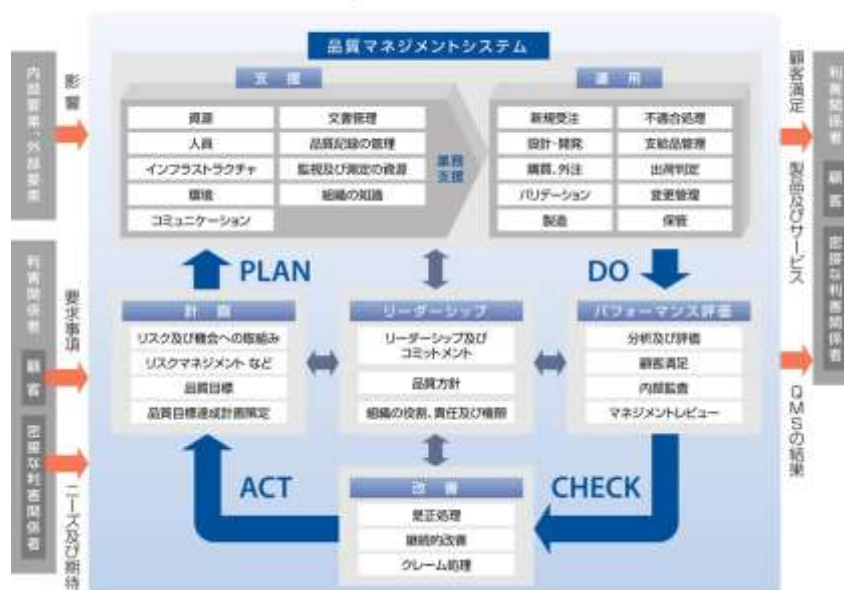 品質マネジメントシステム
支 援
資源
人員
インフラストラクチャ
環境
コミュニケーション
文書管理
品質記録の管理
監視及び測定の資源
組織の知識
業務
支援
運 用
新規受注
設計・開発
購買、外注
バリデーション
製造
不適合処理
支給品管理
出荷判定
変更管理
保管
内部要素、外部要素
影響
利害関係者
顧客
密接な利害関係者
要求事項
ニーズ及び期待
PLAN
DO
計 画
リスク及び機会への取組み
リスクマネジメント など
品質目標
品質目標達成計画策定
リーダーシップ
リーダーシップ及び
コミットメント
品質方針
組織の役割、責任及び権限
パフォーマンス評価
分析及び評価
顧客満足
内部監査
マネジメントレビュー
ACT
CHECK
改 善
是正処理
継続的改善
クレーム処理
顧客満足
製品及びサービス
QMSの結果
利害関係者
顧客
密接な利害関係者